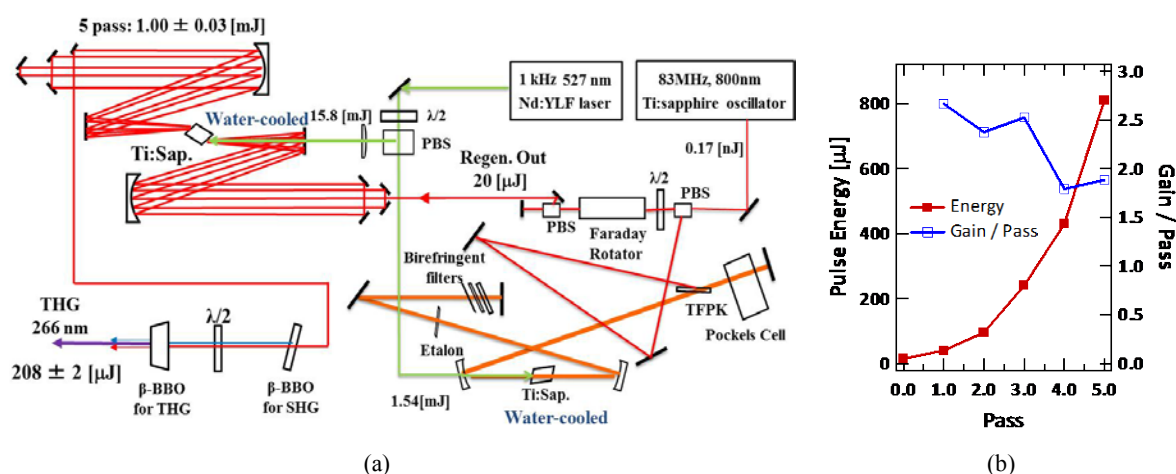 5 pass: 1.00 ± 0.03 [mJ]
1 kHz 527 nm
Nd:YLF laser
83MHz, 800nm
Ti:sapphire oscillator
Water-cooled
15.8 [mJ]
λ/2
PBS
Ti:Sap.
0.17 [nJ]
Regen. Out
20 [μJ]
λ/2
PBS
PBS
Faraday
Rotator
Birefringent
filters
TFPK
Pockels Cell
Etalon
THG
266 nm
λ/2
208 ± 2 [μJ]
β-BBO
for THG
β-BBO
for SHG
1.54[mJ]
Ti:Sap.
Water-cooled
(a)
Pulse Energy [μJ]
800
600
400
200
0
Energy
Gain / Pass
3.0
2.5
2.0
1.5
1.0
0.5
0.0
Gain / Pass
0.0 1.0 2.0 3.0 4.0 5.0
Pass
(b)